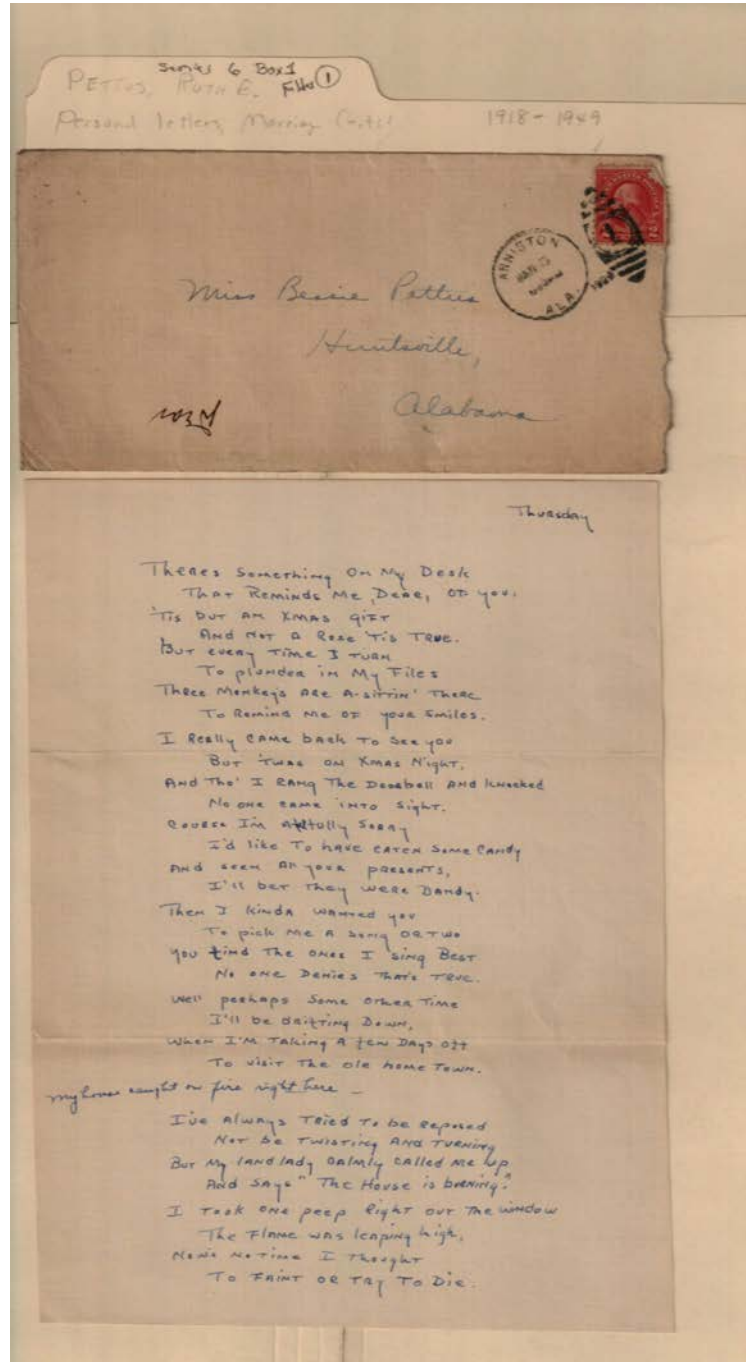 Series 6 Box 1
PETTUS, RUTH E. FHU 1
Personal letters, 1918-1949
ANNISTON
ALA.
Miss Bessie Pettus
Huntsville,
Alabama
Thursday
Theres Something On My Desk
That Reminds Me, Dear, OF you.
'Tis but an Xmas gift
And Not a Rose 'tis True.
But every Time I Turn
To plunder in My Files
Three Monkeys are a-sittin' There
To Remind Me of your Smiles.
I Really came back To See you
But 'twas on Xmas Night,
And Tho' I Rang The Doorbell and knocked
No one came into Sight.
Course I'm awfully Sorry
I'd like To have eaten Some Candy
And seen all your presents,
I'll bet They were Dandy.
Then I kinda wanted you
To pick Me a Song or two
You find The ones I sing Best
No one Denies that's True.
Well perhaps Some other Time
I'll be drifting Down,
When I'm Taking a few Days off
To visit The ole home Town.
my house caught on fire right here —
I've always Tried To be Reposed
Not be Twisting and Turning
But My landlady calmly called me up
And Says "The House is burning."
I Took one peep Right out The window
The Flame was leaping high,
Now's No Time I Thought
To Faint or Try To Die.